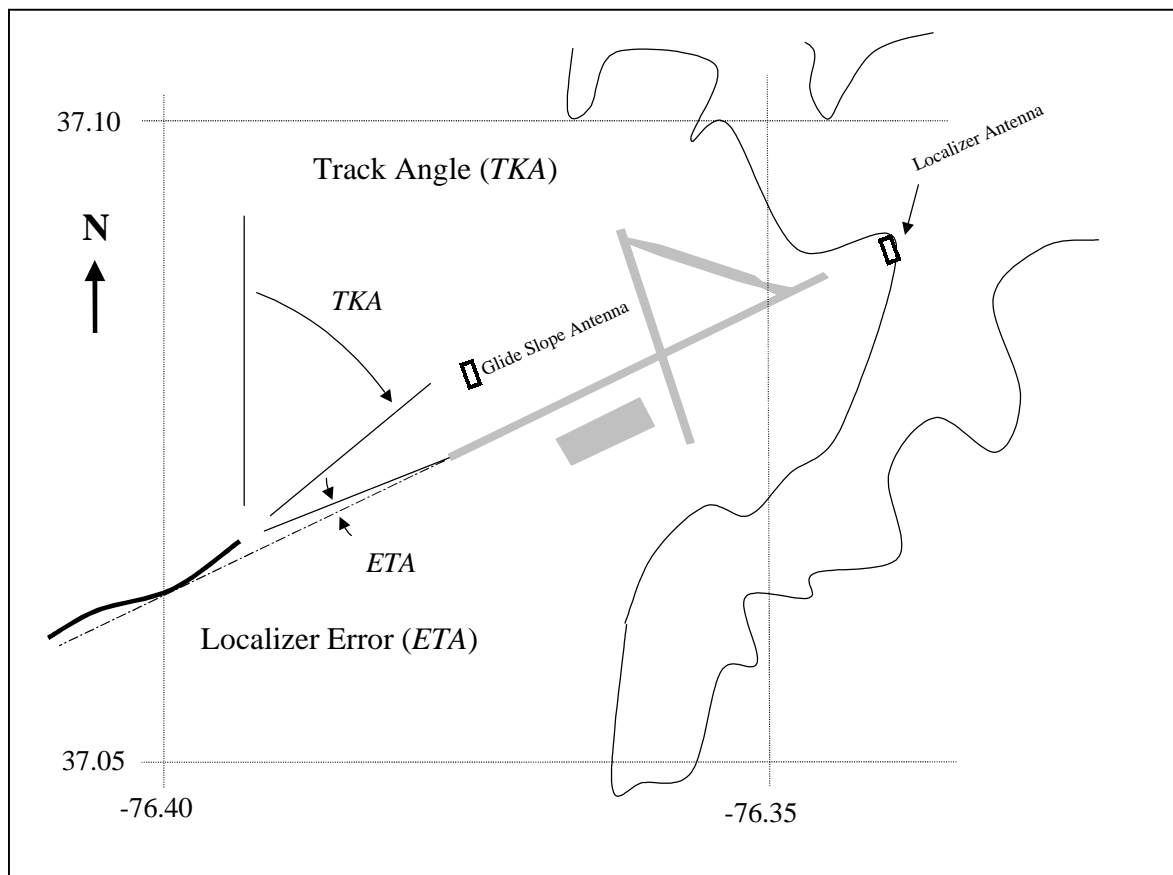 37.10
Localizer Antenna
Track Angle (TKA)
N
TKA
Glide Slope Antenna
ETA
Localizer Error (ETA)
37.05
-76.40
-76.35